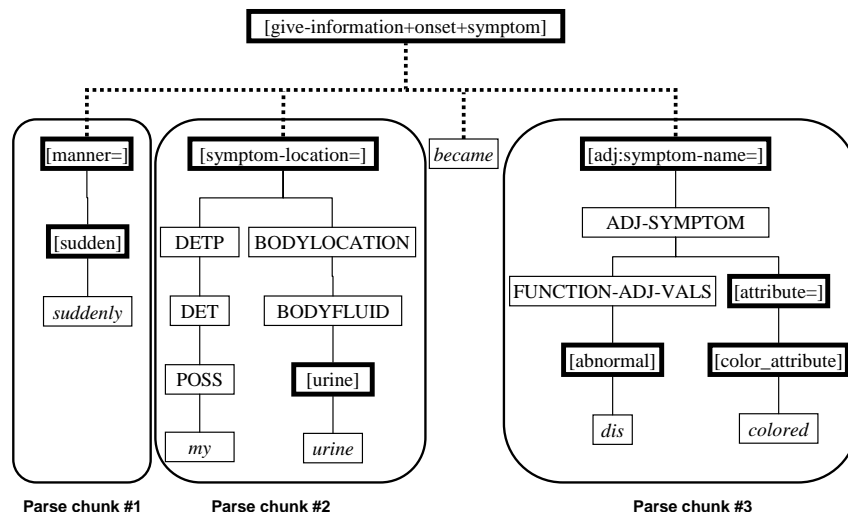 [give-information+onset+symptom]
[manner=]
[symptom-location=]
became
[adj:symptom-name=]
[sudden]
DETP
BODYLOCATION
ADJ-SYMPTOM
suddenly
DET
BODYFLUID
FUNCTION-ADJ-VALS
[attribute=]
POSS
[urine]
[abnormal]
[color_attribute]
my
urine
dis
colored
Parse chunk #1
Parse chunk #2
Parse chunk #3